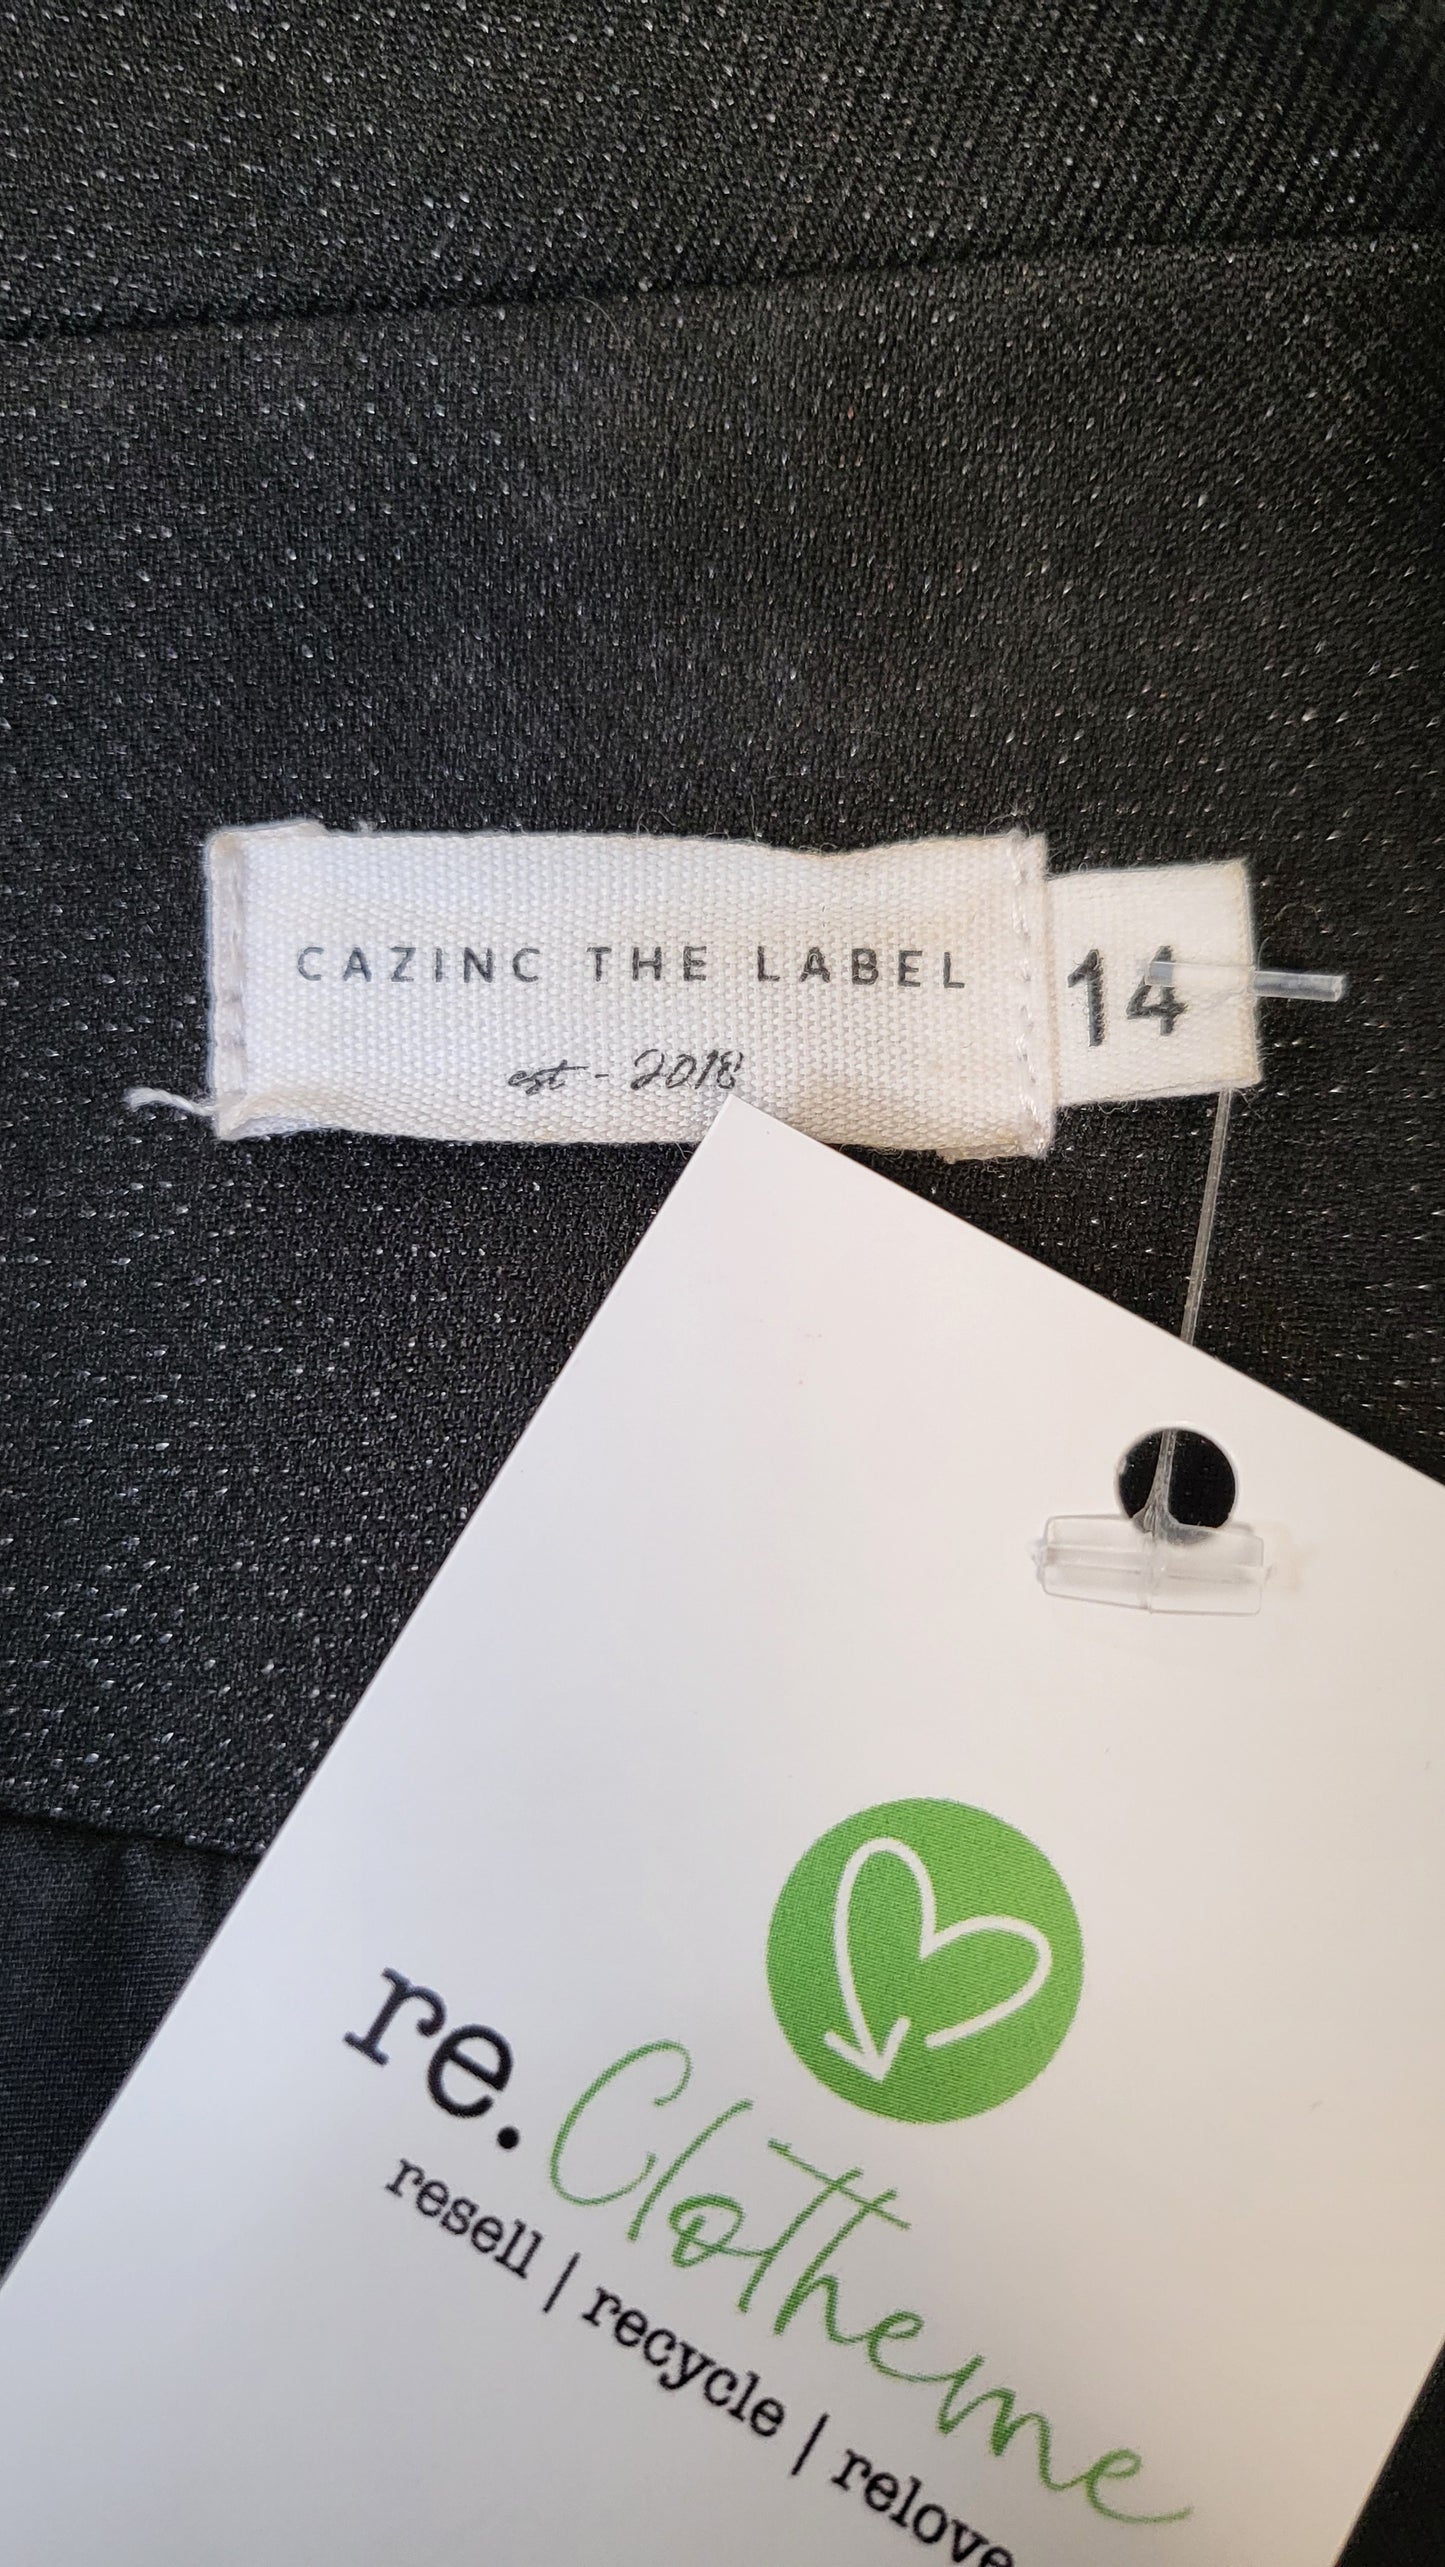 CAZINC THE LABEL
est - 2018
14
re.Clotheme
resell | recycle | relove